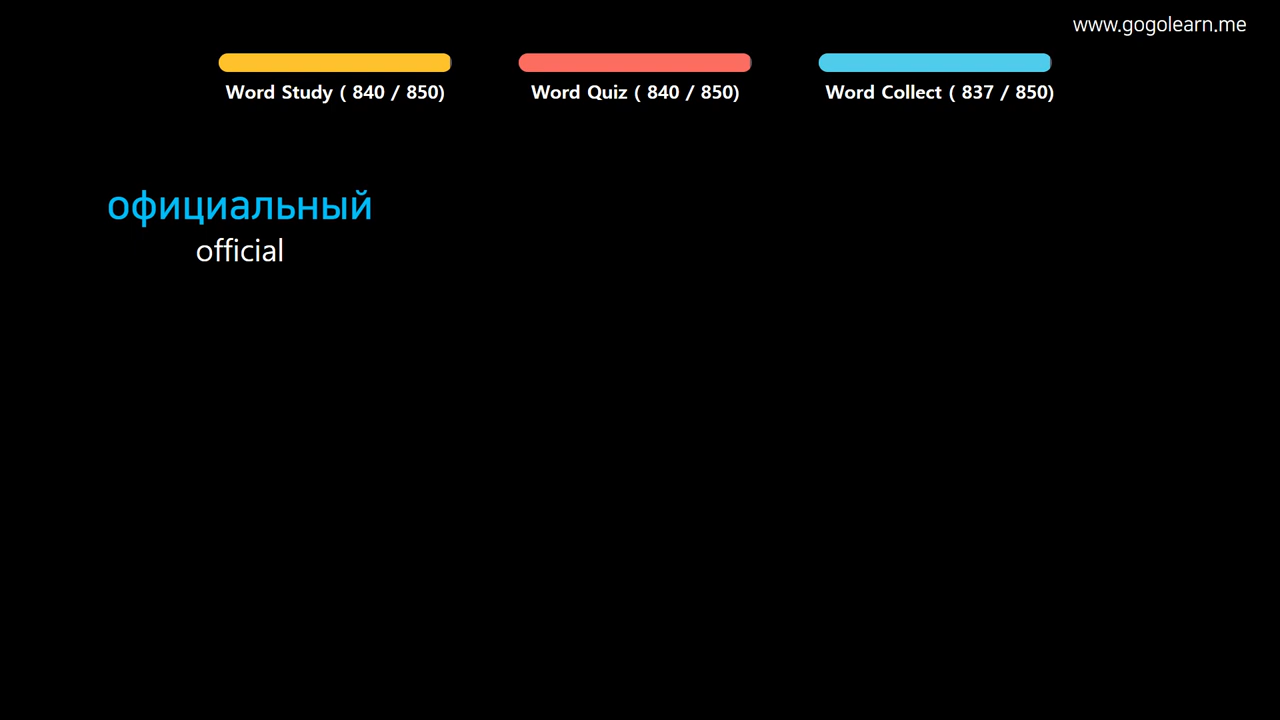 www.gogolearn.me
Word Study ( 840 / 850)
Word Quiz ( 840 / 850)
Word Collect ( 837 / 850)
официальный
official